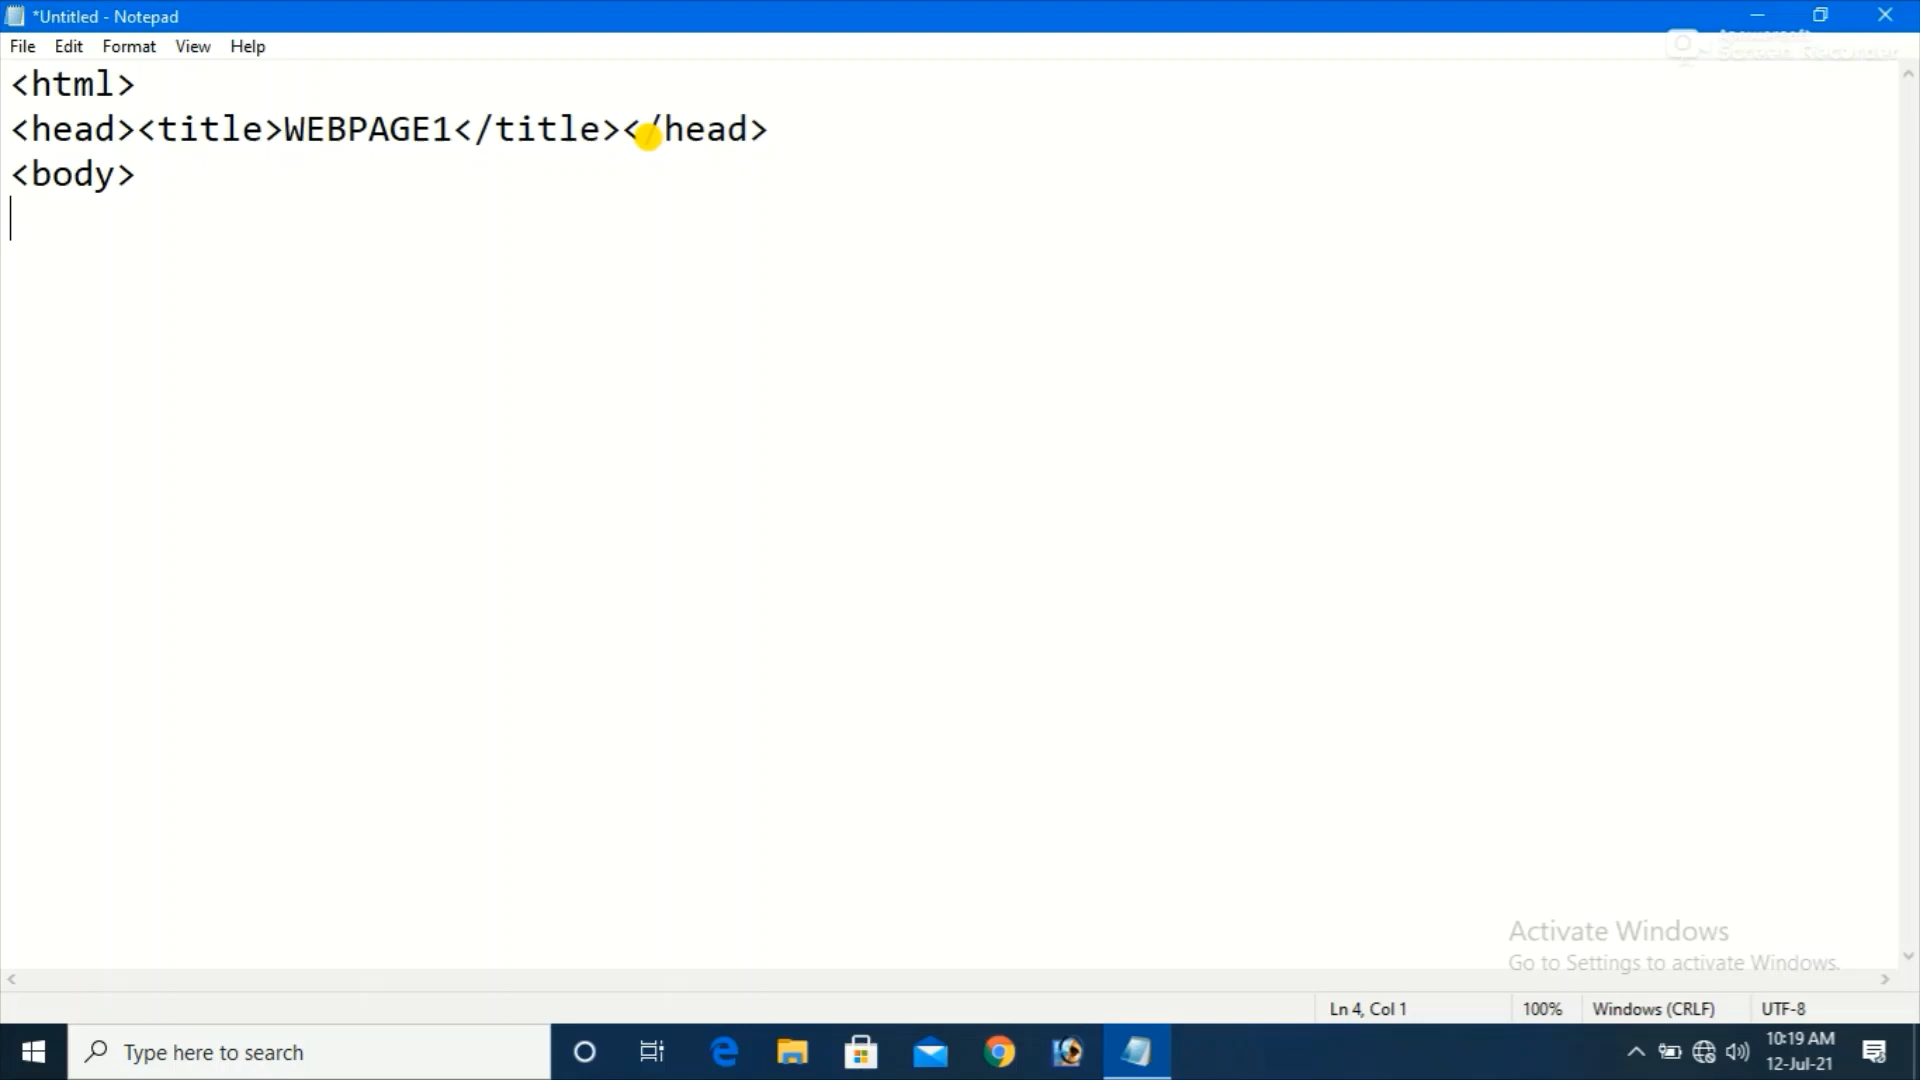 *Untitled - Notepad
File Edit Format View Help
Screen Recorder
<html>
<head><title>WEBPAGE1</title></head>
<body>
Activate Windows
Go to Settings to activate Windows.
Ln 4, Col 1 100% Windows (CRLF) UTF-8
Type here to search
10:19 AM
12-Jul-21